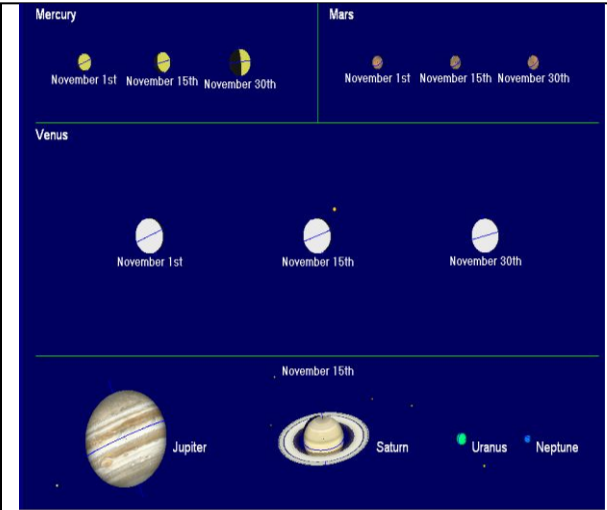 Mercury
November 1st November 15th November 30th
Mars
November 1st November 15th November 30th
Venus
November 1st November 15th November 30th
November 15th
Jupiter Saturn Uranus Neptune